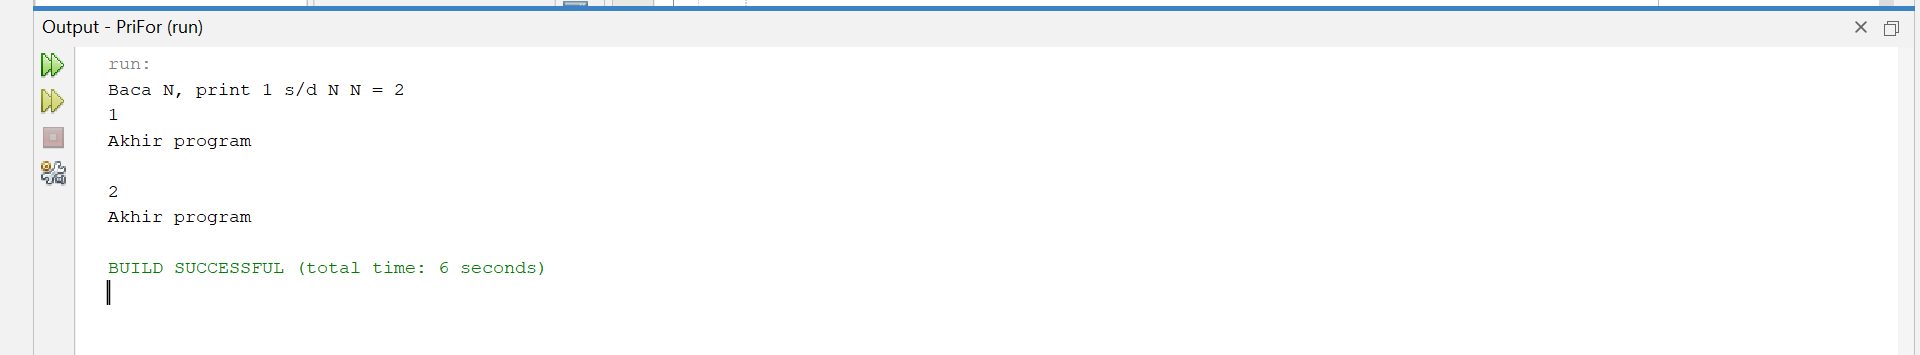 Output - PriFor (run)
run:
Baca N, print 1 s/d N N = 2
1
Akhir program
2
Akhir program
BUILD SUCCESSFUL (total time: 6 seconds)